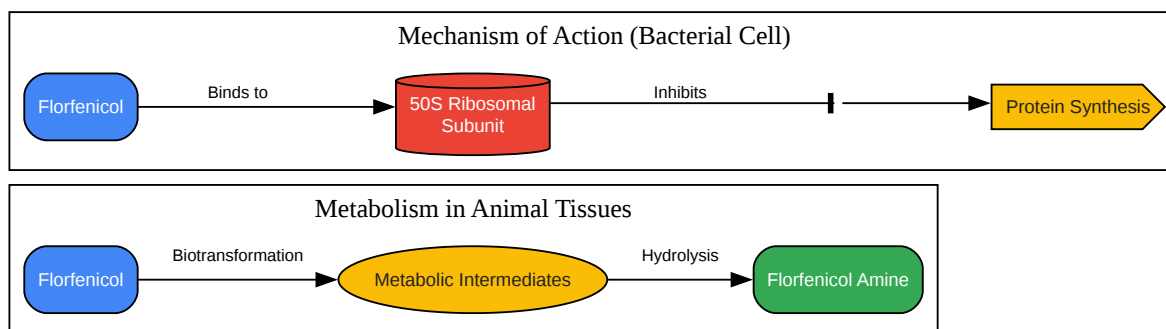 Mechanism of Action (Bacterial Cell)
Florfenicol
Binds to
50S Ribosomal
Subunit
Inhibits
Protein Synthesis
Metabolism in Animal Tissues
Florfenicol
Biotransformation
Metabolic Intermediates
Hydrolysis
Florfenicol Amine